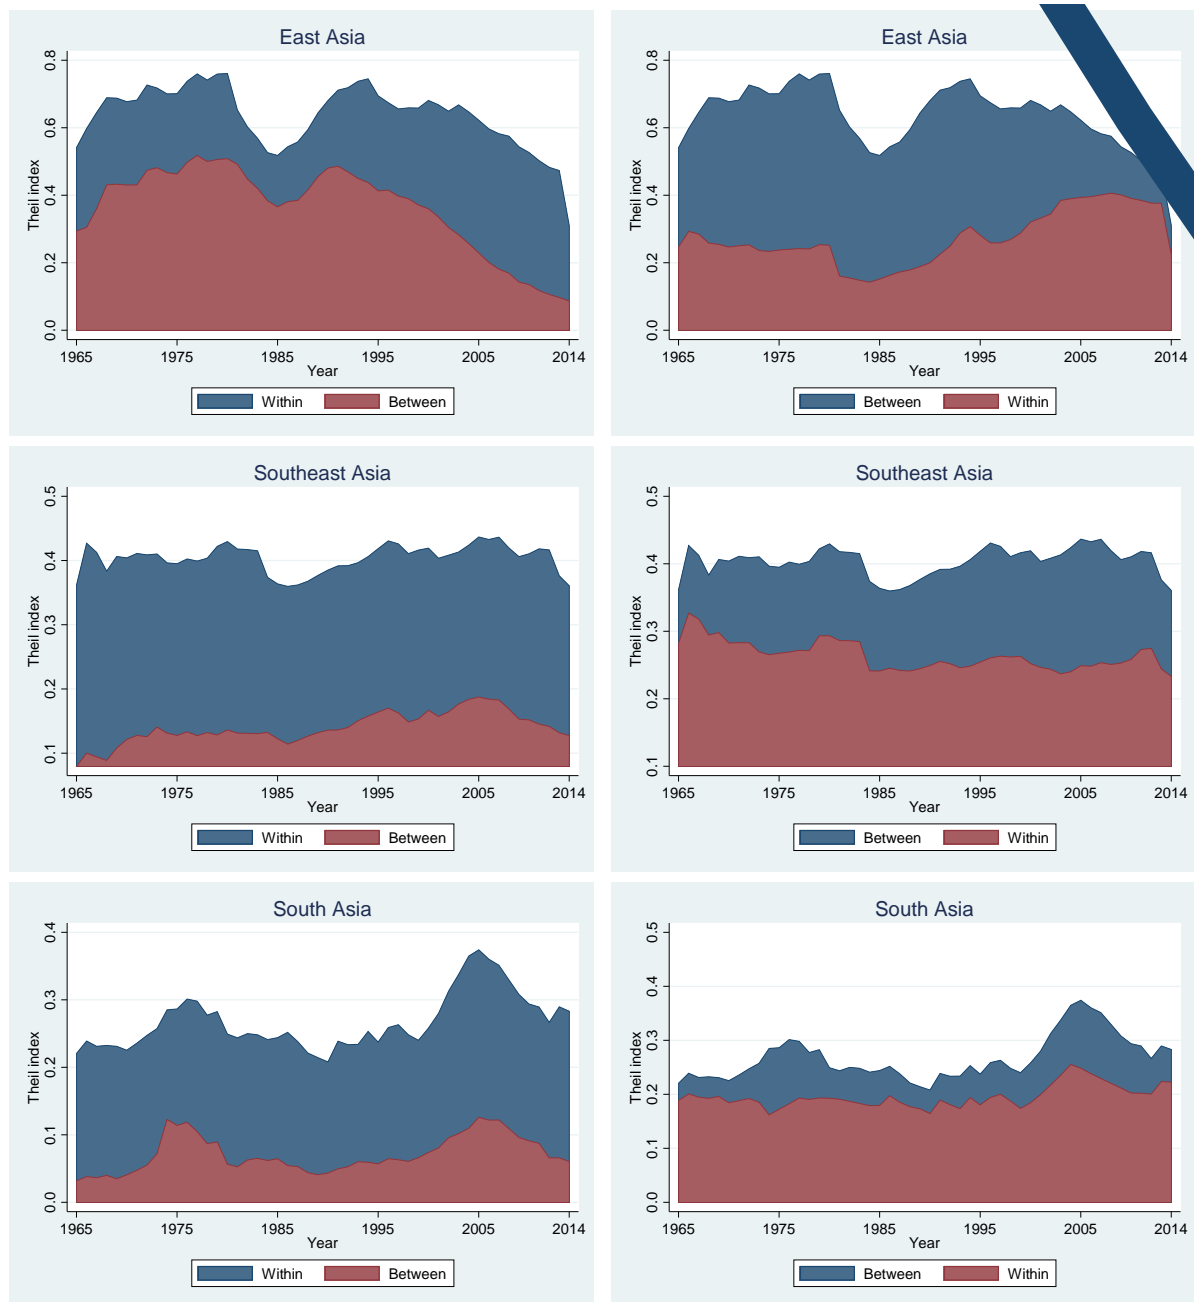 East Asia
Theil index
0.8
0.6
0.4
0.2
0.0
1965 1975 1985 1995 2005 2014
Year
Within Between
East Asia
Theil index
0.8
0.6
0.4
0.2
0.0
1965 1975 1985 1995 2005 2014
Year
Between Within
Southeast Asia
Theil index
0.5
0.4
0.3
0.2
0.1
1965 1975 1985 1995 2005 2014
Year
Within Between
Southeast Asia
Theil index
0.5
0.4
0.3
0.2
0.1
1965 1975 1985 1995 2005 2014
Year
Between Within
South Asia
Theil index
0.4
0.3
0.2
0.1
0.0
1965 1975 1985 1995 2005 2014
Year
Within Between
South Asia
Theil index
0.5
0.4
0.3
0.2
0.1
0.0
1965 1975 1985 1995 2005 2014
Year
Between Within